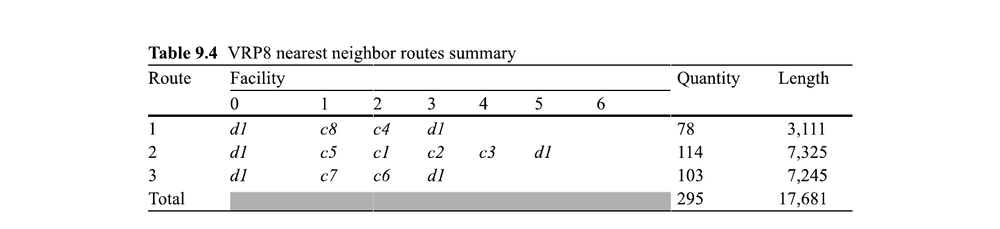 Table 9.4 VRP8 nearest neighbor routes summary
Route Facility Quantity Length
0 1 2 3 4 5 6
1 d1 c8 c4 d1 78 3,111
2 d1 c5 c1 c2 c3 d1 114 7,325
3 d1 c7 c6 d1 103 7,245
Total 295 17,681